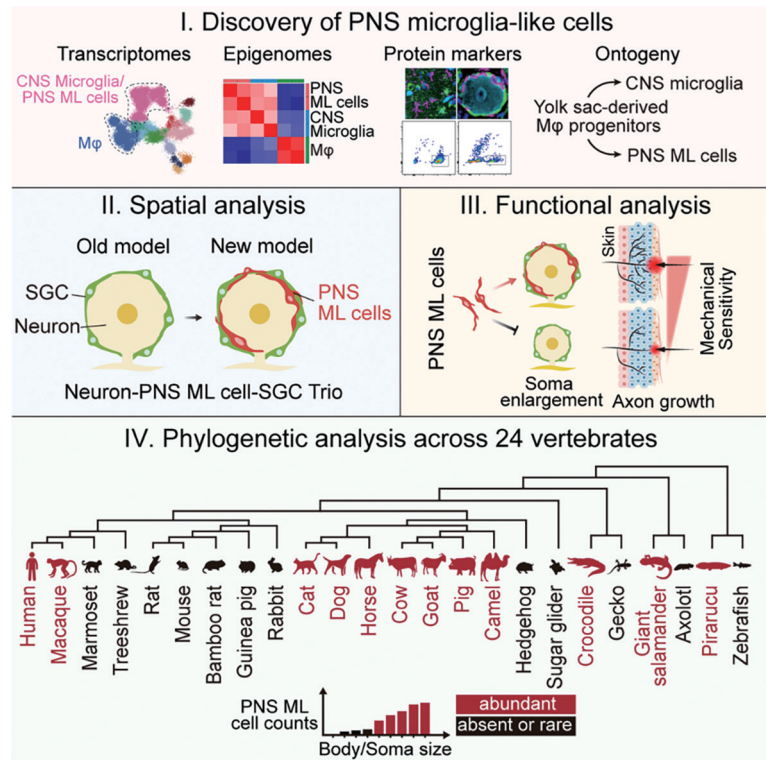 I. Discovery of PNS microglia-like cells
Transcriptomes
Epigenomes
Protein markers
Ontogeny
CNS Microglia/
PNS ML cells
Mφ
PNS
ML cells
CNS
Microglia
Mφ
CNS microglia
Yolk sac-derived
Mφ progenitors
PNS ML cells
II. Spatial analysis
Old model
New model
SGC
Neuron
PNS
ML cells
Neuron-PNS ML cell-SGC Trio
III. Functional analysis
PNS ML cells
Soma
enlargement
Skin
Axon growth
Mechanical
Sensitivity
IV. Phylogenetic analysis across 24 vertebrates
Human
Macaque
Marmoset
Treeshrew
Rat
Mouse
Bamboo rat
Guinea pig
Rabbit
Cat
Dog
Horse
Cow
Goat
Pig
Camel
Hedgehog
Sugar glider
Crocodile
Gecko
Giant
salamander
Axolotl
Pirarucu
Zebrafish
PNS ML
cell counts
Body/Soma size
abundant
absent or rare